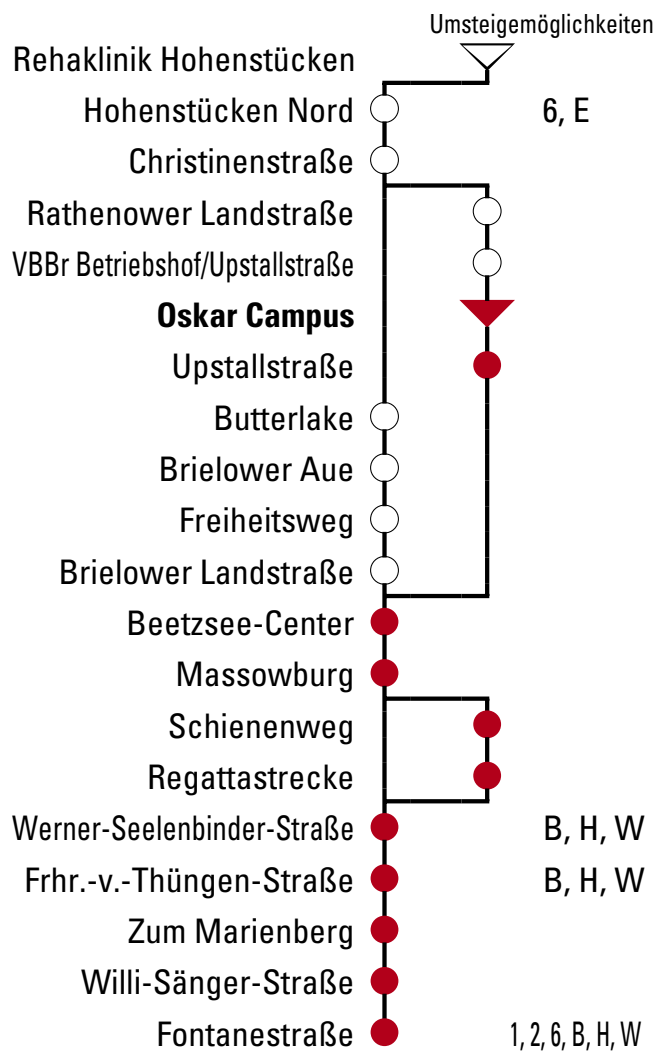 Umsteigemöglichkeiten
Rehaklinik Hohenstücken
Hohenstücken Nord 6, E
Christinenstraße
Rathenower Landstraße
VBBr Betriebshof/Upstallstraße
Oskar Campus
Upstallstraße
Butterlake
Brielower Aue
Freiheitsweg
Brielower Landstraße
Beetzsee-Center
Massowburg
Schienenweg
Regattastrecke
Werner-Seelenbinder-Straße B, H, W
Frhr.-v.-Thüngen-Straße B, H, W
Zum Marienberg
Willi-Sänger-Straße
Fontanestraße 1, 2, 6, B, H, W